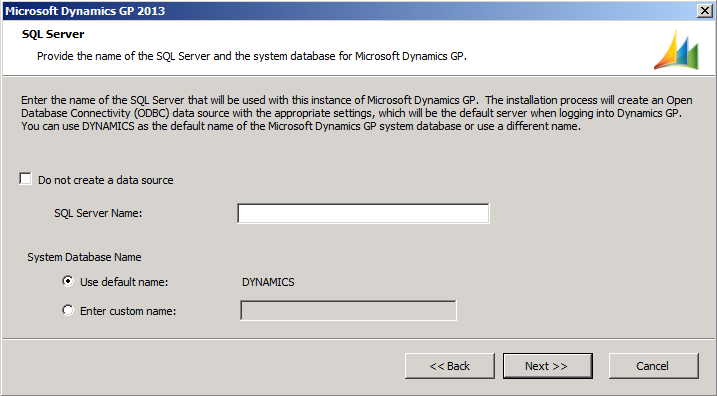 Microsoft Dynamics GP 2013
SQL Server
Provide the name of the SQL Server and the system database for Microsoft Dynamics GP.
Enter the name of the SQL Server that will be used with this instance of Microsoft Dynamics GP. The installation process will create an Open
Database Connectivity (ODBC) data source with the appropriate settings, which will be the default server when logging into Dynamics GP.
You can use DYNAMICS as the default name of the Microsoft Dynamics GP system database or use a different name.
Do not create a data source
SQL Server Name:
System Database Name
Use default name: DYNAMICS
Enter custom name:
<< Back Next >> Cancel